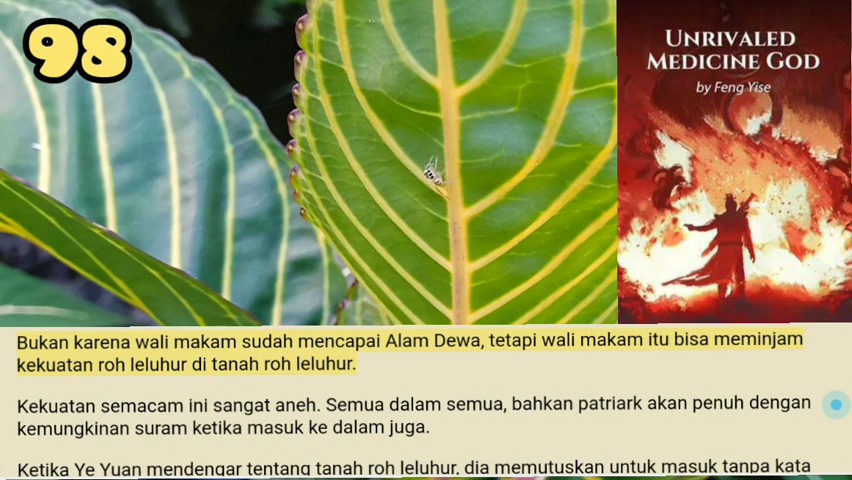 98
UNRIVALED
MEDICINE GOD
by Feng Yise
Bukan karena wali makam sudah mencapai Alam Dewa, tetapi wali makam itu bisa meminjam
kekuatan roh leluhur di tanah roh leluhur.
Kekuatan semacam ini sangat aneh. Semua dalam semua, bahkan patriark akan penuh dengan
kemungkinan suram ketika masuk ke dalam juga.
Ketika Ye Yuan mendengar tentang tanah roh leluhur, dia memutuskan untuk masuk tanpa kata